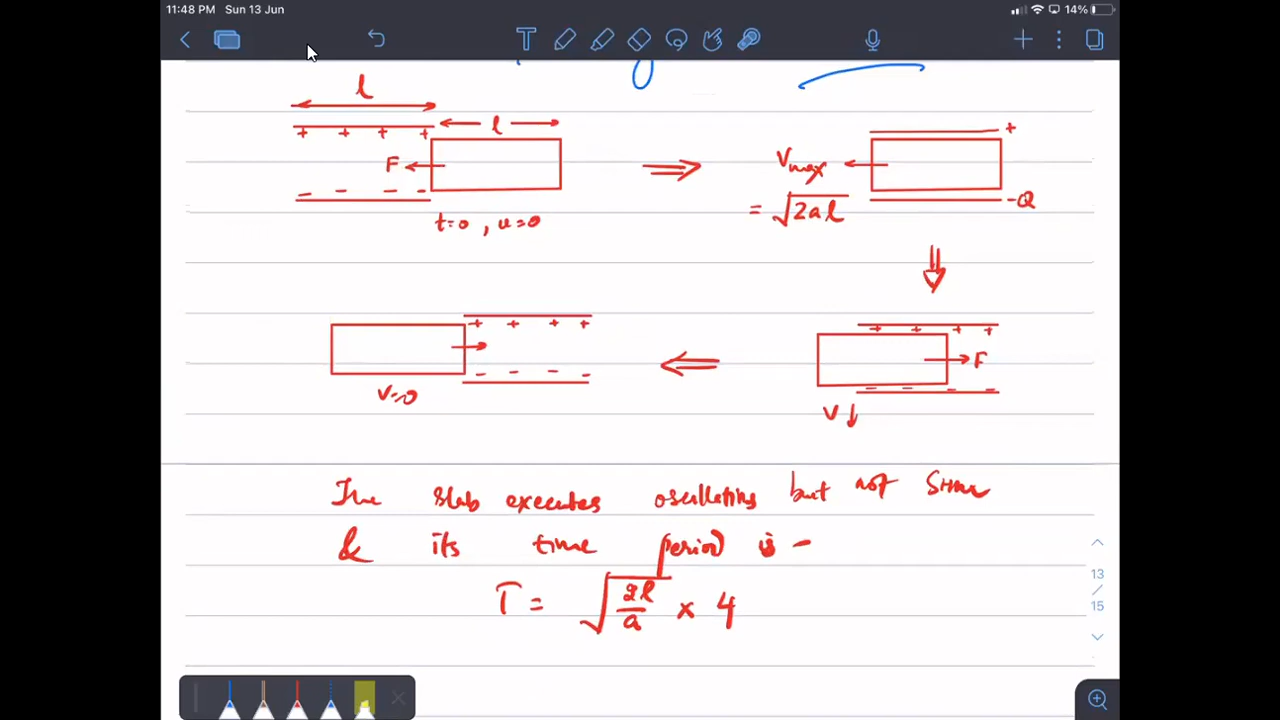 11:48 PM Sun 13 Jun
14%
T
l
+ + + +
l
F
- - - -
t=0, u=0
⇒
Vmax
= √2al
+
-Q
⇓
+ + + +
- - - -
V=0
⇐
+ + + +
F
- - - -
V↓
The slab executes oscillations but not SHM
& its time period is -
T = √(2l/a) × 4
13
/
15